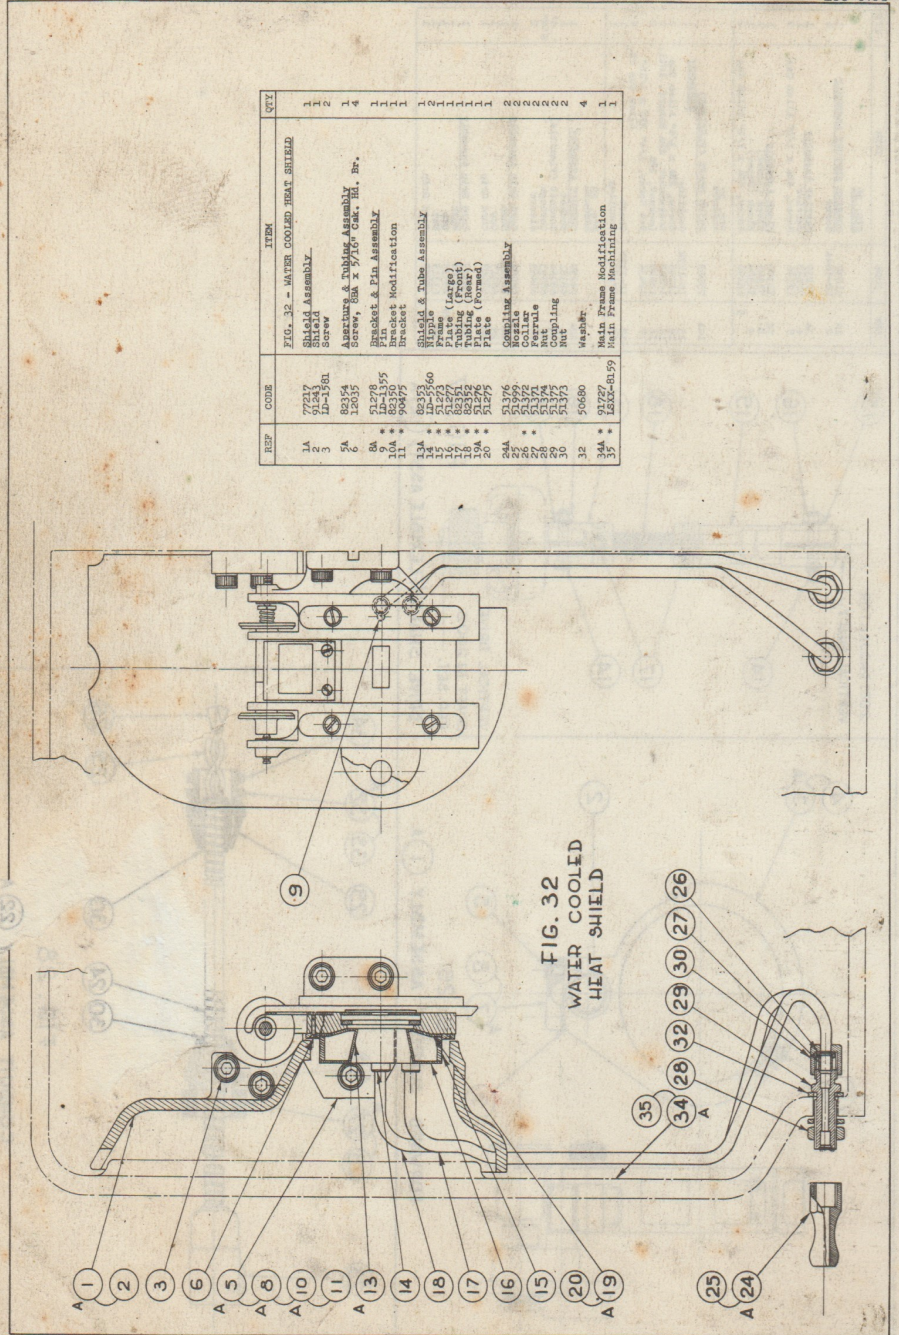 REF CODE ITEM QTY
FIG. 32 - WATER COOLED HEAT SHIELD
1A 77217 Shield Assembly 1
2 91243 Shield 1
3 LD-1581 Screw 2
5A 82354 Aperture & Tubing Assembly 1
6 12035 Screw, 8BA x 5/16" Csk. Hd. Br. 4
8A 51278 Bracket & Pin Assembly 1
9 * LD-1355 Pin 1
10A * 82350 Bracket Modification 1
11 * 90475 Bracket 1
13A 82353 Shield & Tube Assembly 1
14 * LD-5560 Nipple 2
15 * 51273 Frame 1
16 * 51277 Plate (Large) 1
17 * 82351 Tubing (Front) 1
18 * 82352 Tubing (Rear) 1
19A * 51276 Plate (Formed) 1
20 * 51275 Plate 1
24A 51376 Coupling Assembly 2
25 51999 Nozzle 2
26 * 51372 Collar 2
27 * 51371 Ferrule 2
28 51374 Nut 2
29 51375 Coupling 2
30 51373 Nut 2
32 50680 Washer 4
34A * 91727 Main Frame Modification 1
35 * LSXX-8159 Main Frame Machining 1
9
FIG. 32
WATER COOLED
HEAT SHIELD
26
27
30
29
32
28
35
34 A
A 1
2
3
6
A 5
A 8
A 10
11
A 13
14
18
17
16
15
20
A 19
25
A 24